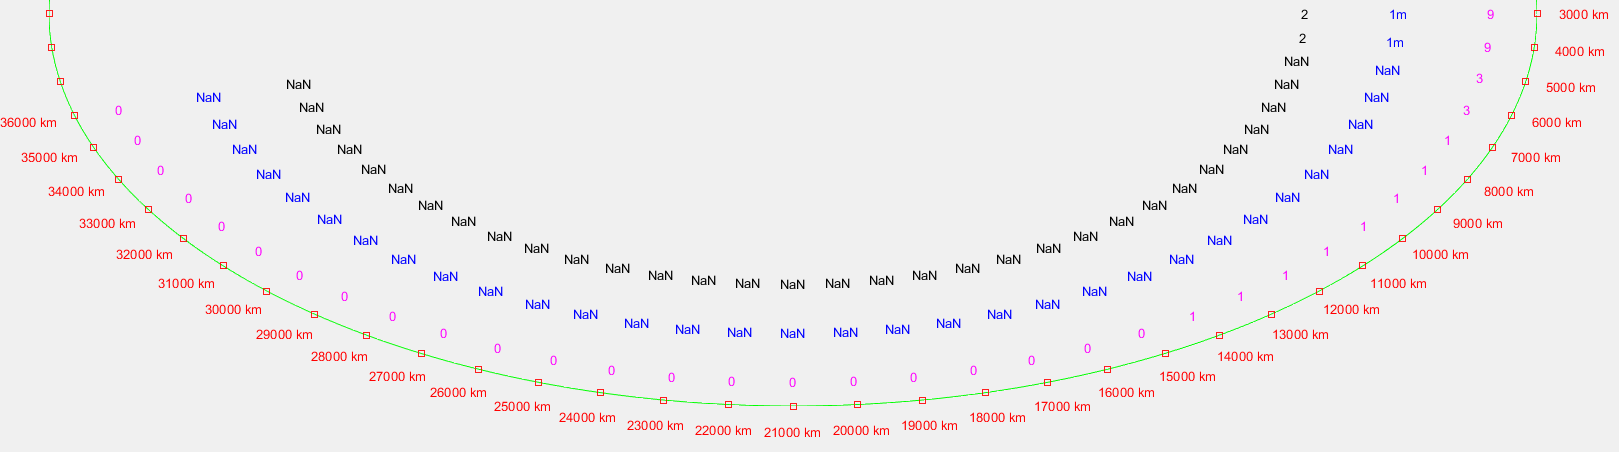 2 1m 9 3000 km
2 1m 9 4000 km
NaN NaN 3 5000 km
36000 km 0 NaN NaN NaN NaN 3 6000 km
35000 km 0 NaN NaN NaN NaN 1 7000 km
34000 km 0 NaN NaN NaN NaN 1 8000 km
33000 km 0 NaN NaN NaN NaN 1 9000 km
32000 km 0 NaN NaN NaN NaN 1 10000 km
31000 km 0 NaN NaN NaN NaN 1 11000 km
30000 km 0 NaN NaN NaN NaN 1 12000 km
29000 km 0 NaN NaN NaN NaN 1 13000 km
28000 km 0 NaN NaN NaN NaN 1 14000 km
27000 km 0 NaN NaN NaN NaN 0 15000 km
26000 km 0 NaN NaN NaN NaN 0 16000 km
25000 km 0 NaN NaN NaN NaN 0 17000 km
24000 km 0 NaN NaN NaN NaN 0 18000 km
23000 km 0 NaN NaN NaN NaN 0 19000 km
22000 km 0 NaN NaN NaN NaN 0 20000 km
NaN
NaN
0
21000 km